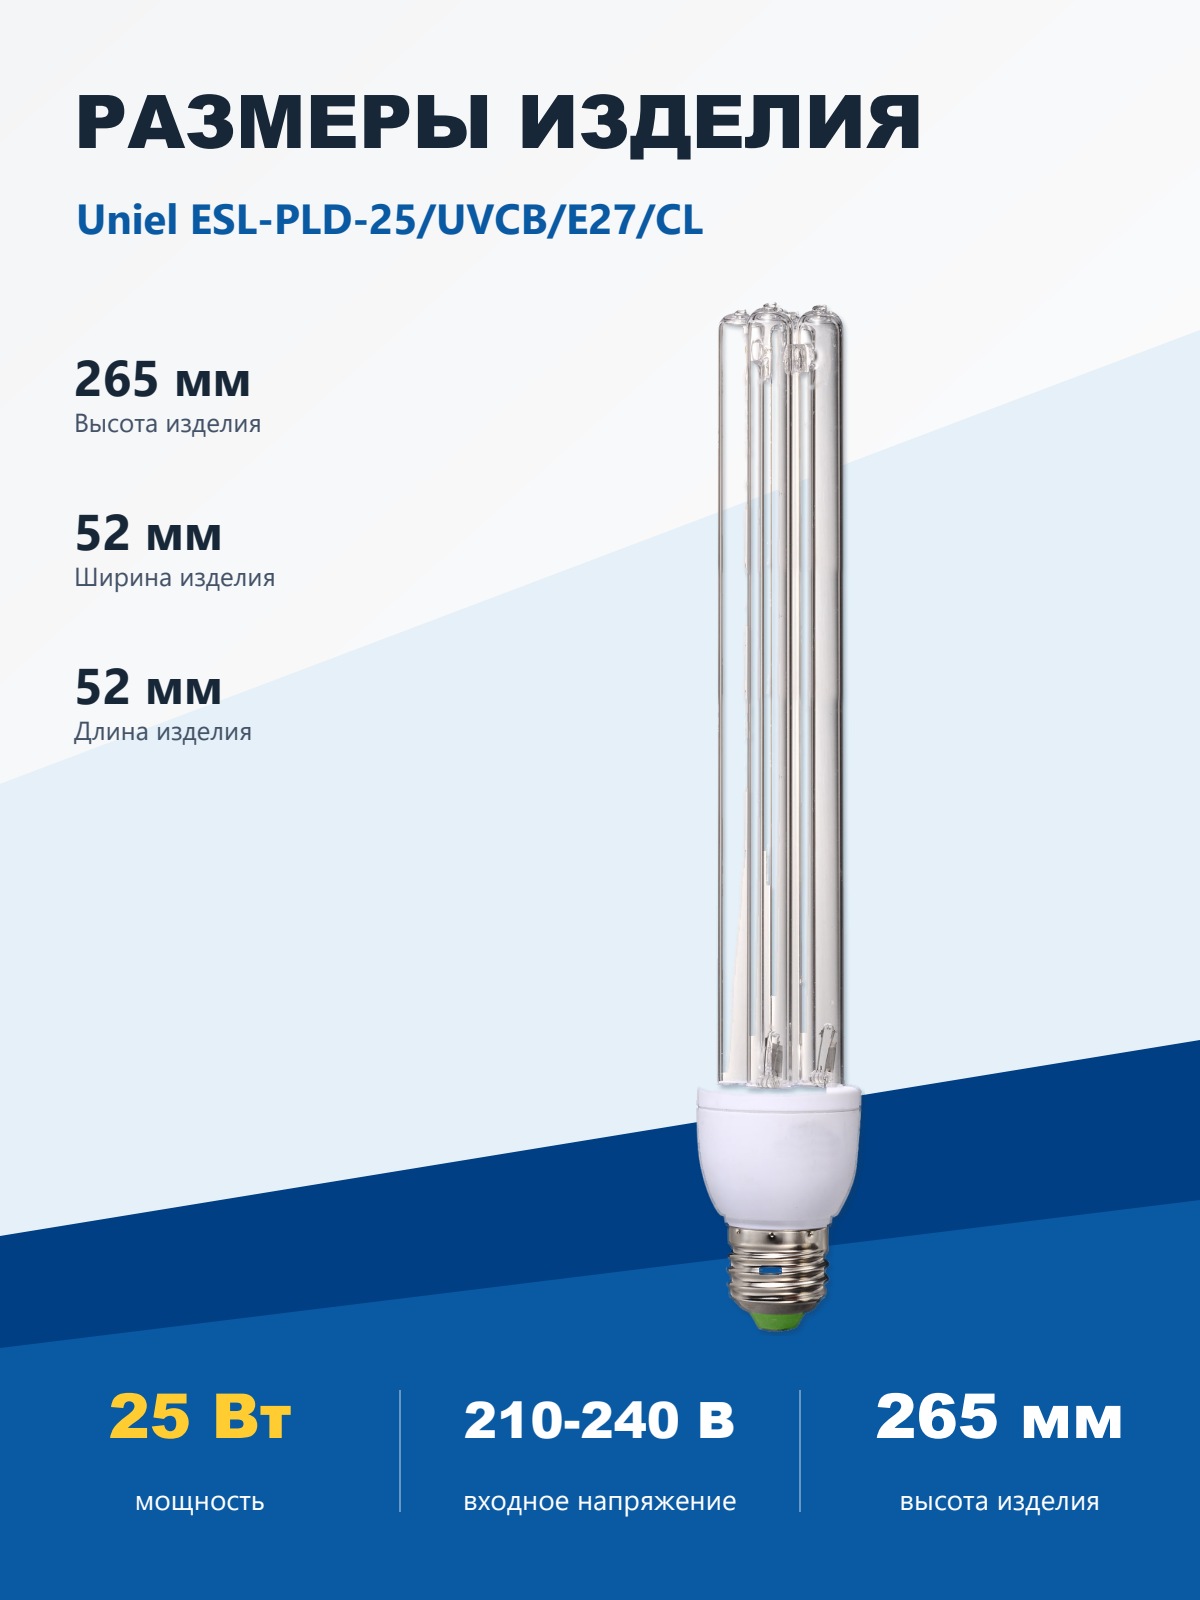 РАЗМЕРЫ ИЗДЕЛИЯ
Uniel ESL-PLD-25/UVCB/E27/CL
265 мм
Высота изделия
52 мм
Ширина изделия
52 мм
Длина изделия
25 Вт
мощность
210-240 В
входное напряжение
265 мм
высота изделия